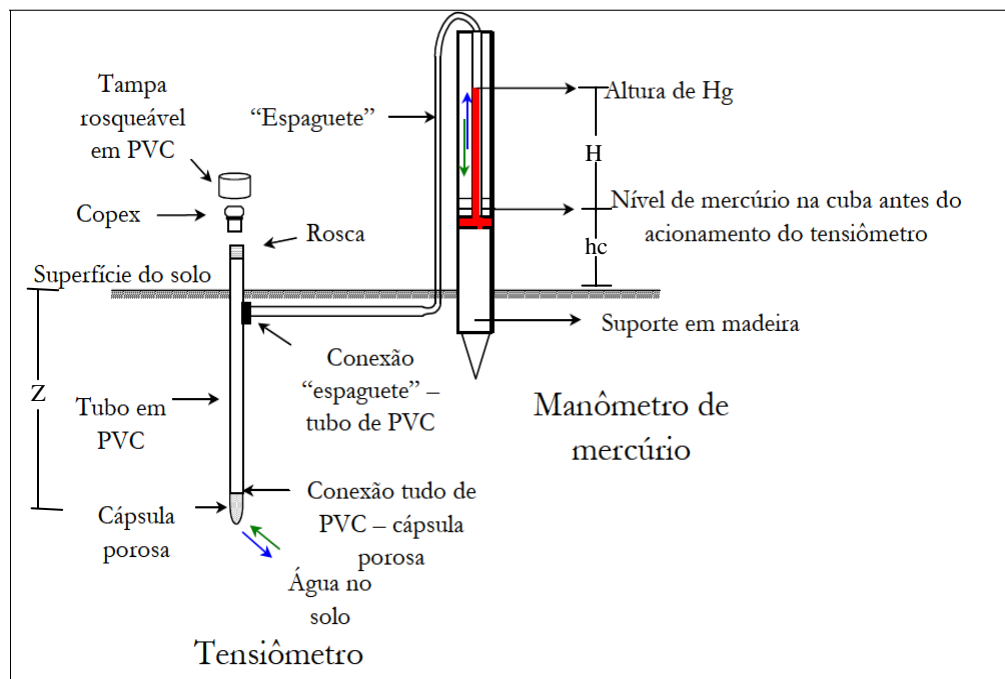 Tampa
rosqueável
em PVC
Copex
Rosca
"Espaguete"
Altura de Hg
H
Nível de mercúrio na cuba antes do
acionamento do tensiômetro
hc
Superfície do solo
Suporte em madeira
Z
Conexão
"espaguete" –
tubo de PVC
Tubo em
PVC
Manômetro de
mercúrio
Cápsula
porosa
Conexão tudo de
PVC – cápsula
porosa
Água no
solo
Tensiômetro